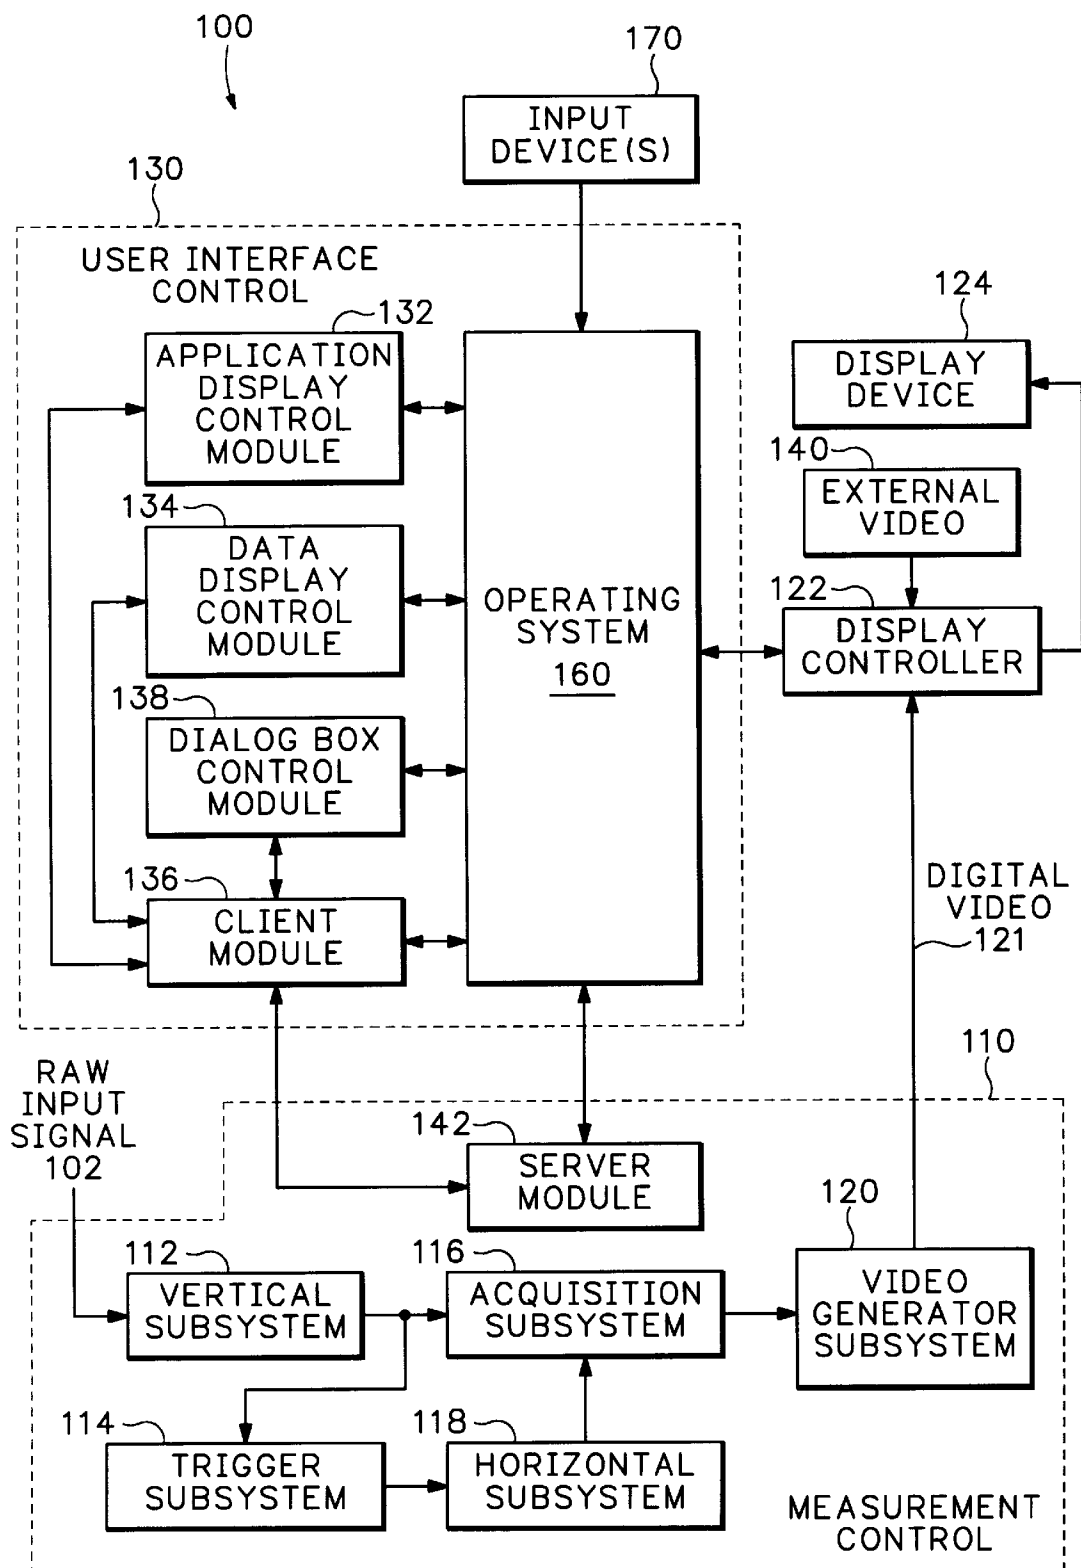 100
170
INPUT
DEVICE(S)
130
USER INTERFACE
CONTROL
132
APPLICATION
DISPLAY
CONTROL
MODULE
124
DISPLAY
DEVICE
140
EXTERNAL
VIDEO
134
DATA
DISPLAY
CONTROL
MODULE
OPERATING
SYSTEM
160
122
DISPLAY
CONTROLLER
138
DIALOG BOX
CONTROL
MODULE
136
CLIENT
MODULE
DIGITAL
VIDEO
121
110
RAW
INPUT
SIGNAL
102
142
SERVER
MODULE
120
VIDEO
GENERATOR
SUBSYSTEM
112
VERTICAL
SUBSYSTEM
116
ACQUISITION
SUBSYSTEM
114
TRIGGER
SUBSYSTEM
118
HORIZONTAL
SUBSYSTEM
MEASUREMENT
CONTROL